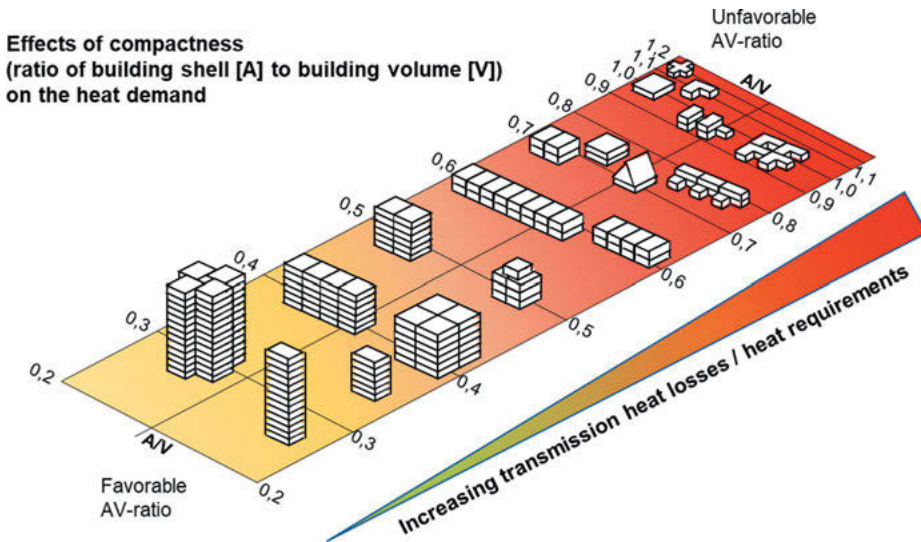 Effects of compactness
(ratio of building shell [A] to building volume [V])
on the heat demand
Unfavorable
AV-ratio
A/V
1,2
1,1
1,0
0,9
0,8
0,7
0,6
0,5
0,4
0,3
0,2
1,1
1,0
0,9
0,8
0,7
0,6
0,5
0,4
0,3
0,2
A/V
Favorable
AV-ratio
Increasing transmission heat losses / heat requirements